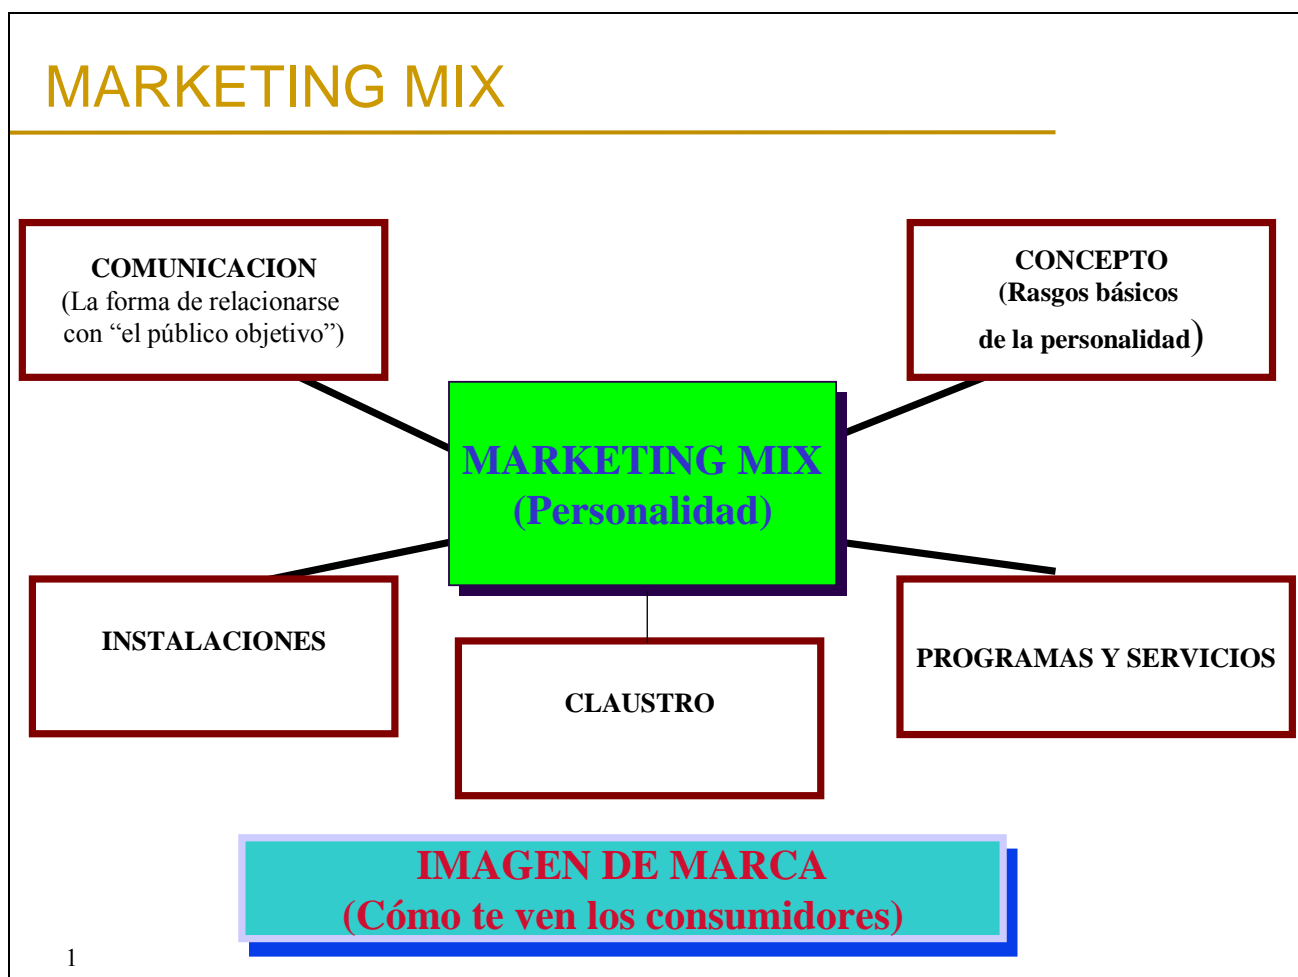 MARKETING MIX
COMUNICACION
(La forma de relacionarse
con “el público objetivo”)
CONCEPTO
(Rasgos básicos
de la personalidad)
MARKETING MIX
(Personalidad)
INSTALACIONES
CLAUSTRO
PROGRAMAS Y SERVICIOS
IMAGEN DE MARCA
(Cómo te ven los consumidores)
1